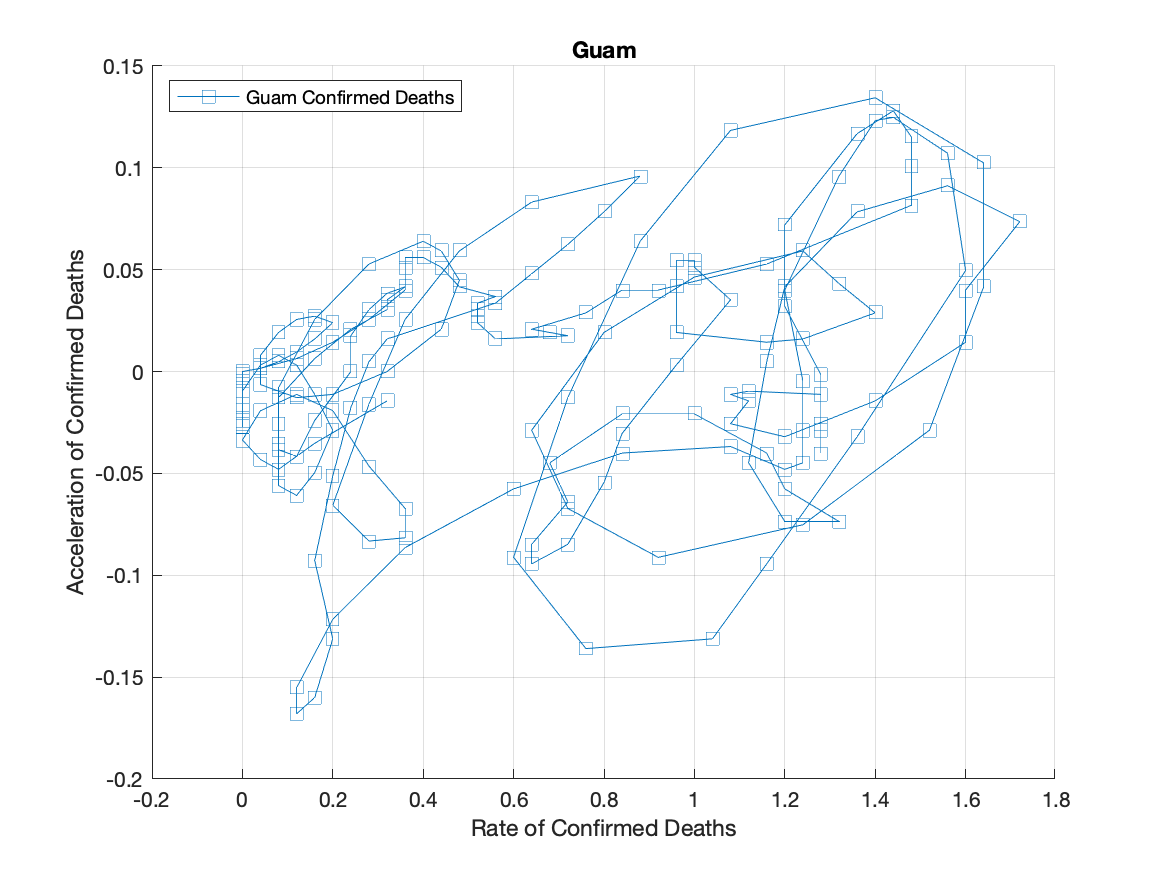 Guam
Guam Confirmed Deaths
0.15
0.1
0.05
0
-0.05
-0.1
-0.15
-0.2
Acceleration of Confirmed Deaths
-0.2 0 0.2 0.4 0.6 0.8 1 1.2 1.4 1.6 1.8
Rate of Confirmed Deaths